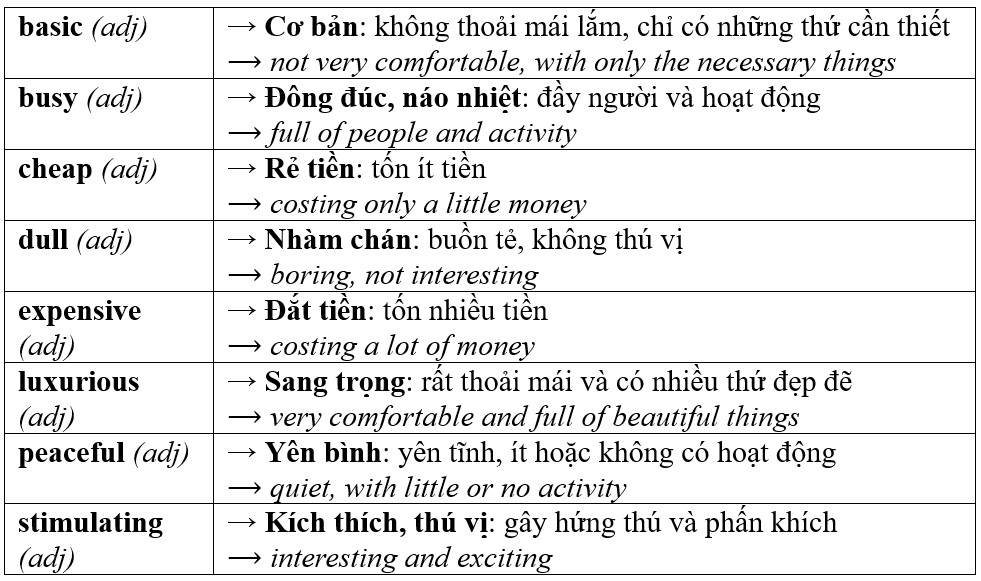 basic (adj) → Cơ bản: không thoải mái lắm, chỉ có những thứ cần thiết
→ not very comfortable, with only the necessary things
busy (adj) → Đông đúc, náo nhiệt: đầy người và hoạt động
→ full of people and activity
cheap (adj) → Rẻ tiền: tốn ít tiền
→ costing only a little money
dull (adj) → Nhàm chán: buồn tẻ, không thú vị
→ boring, not interesting
expensive → Đắt tiền: tốn nhiều tiền
(adj) → costing a lot of money
luxurious → Sang trọng: rất thoải mái và có nhiều thứ đẹp đẽ
(adj) → very comfortable and full of beautiful things
peaceful (adj) → Yên bình: yên tĩnh, ít hoặc không có hoạt động
→ quiet, with little or no activity
stimulating → Kích thích, thú vị: gây hứng thú và phấn khích
(adj) → interesting and exciting